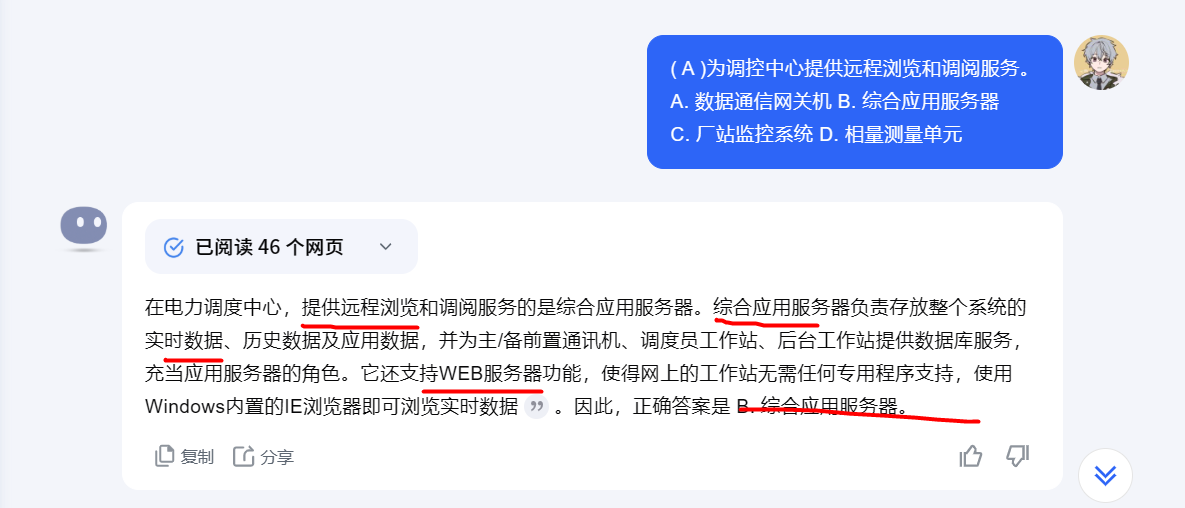 ( A )为调控中心提供远程浏览和调阅服务。
A. 数据通信网关机 B. 综合应用服务器
C. 厂站监控系统 D. 相量测量单元
已阅读 46 个网页
在电力调度中心，提供远程浏览和调阅服务的是综合应用服务器。综合应用服务器负责存放整个系统的
实时数据、历史数据及应用数据，并为主/备前置通讯机、调度员工作站、后台工作站提供数据库服务，
充当应用服务器的角色。它还支持WEB服务器功能，使得网上的工作站无需任何专用程序支持，使用
Windows内置的IE浏览器即可浏览实时数据 。因此，正确答案是 B. 综合应用服务器。
复制 分享